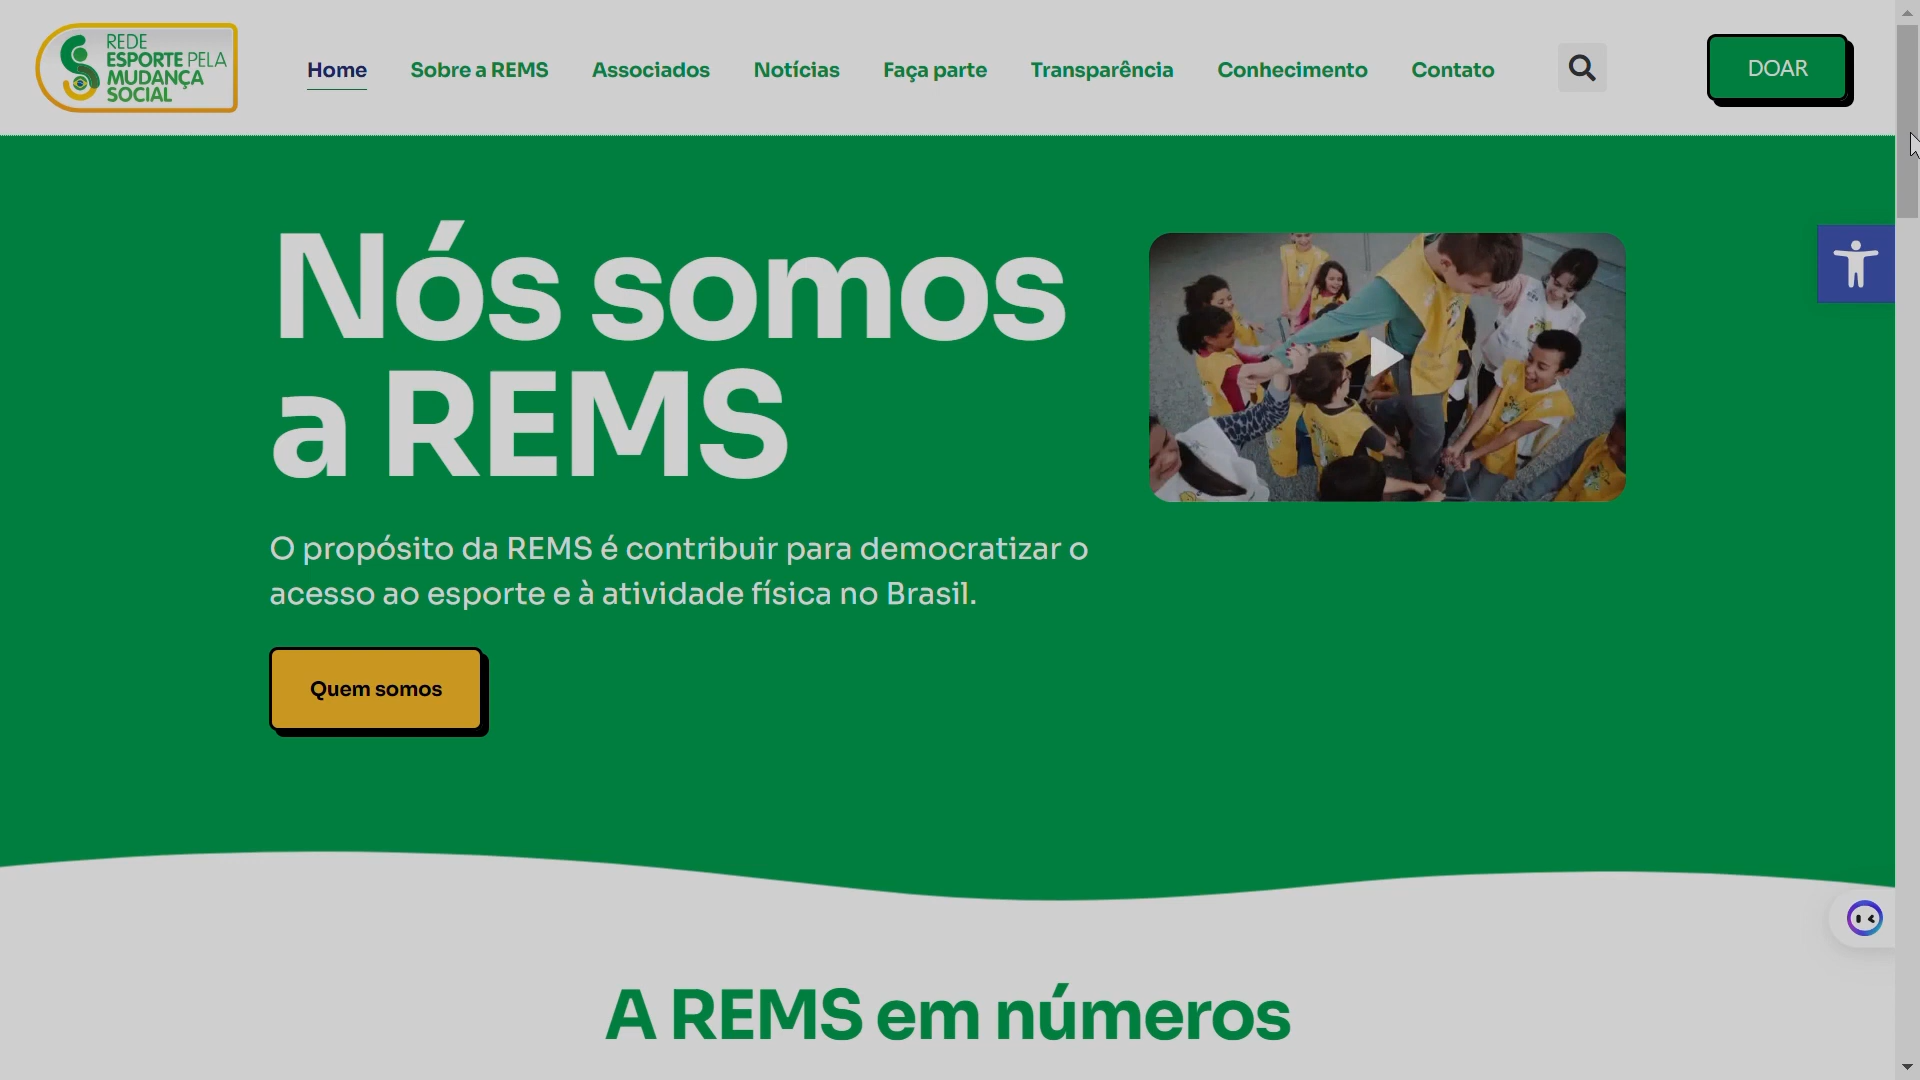 REDE
ESPORTE PELA
MUDANÇA
SOCIAL
Home
Sobre a REMS
Associados
Notícias
Faça parte
Transparência
Conhecimento
Contato
DOAR
Nós somos
a REMS
O propósito da REMS é contribuir para democratizar o
acesso ao esporte e à atividade física no Brasil.
Quem somos
A REMS em números